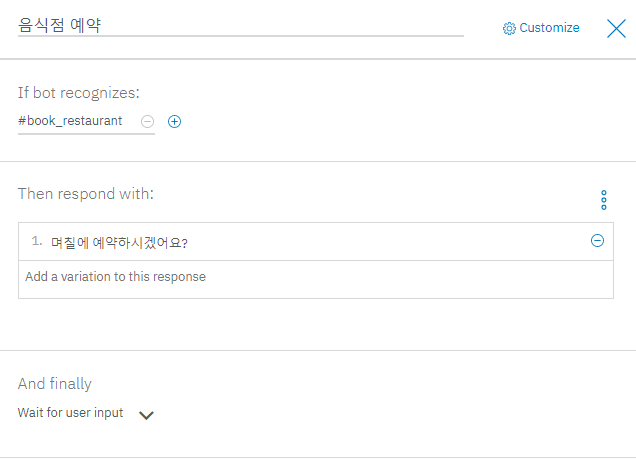 음식점 예약
Customize
If bot recognizes:
#book_restaurant
Then respond with:
1.며칠에 예약하시겠어요?
Add a variation to this response
And finally
Wait for user input